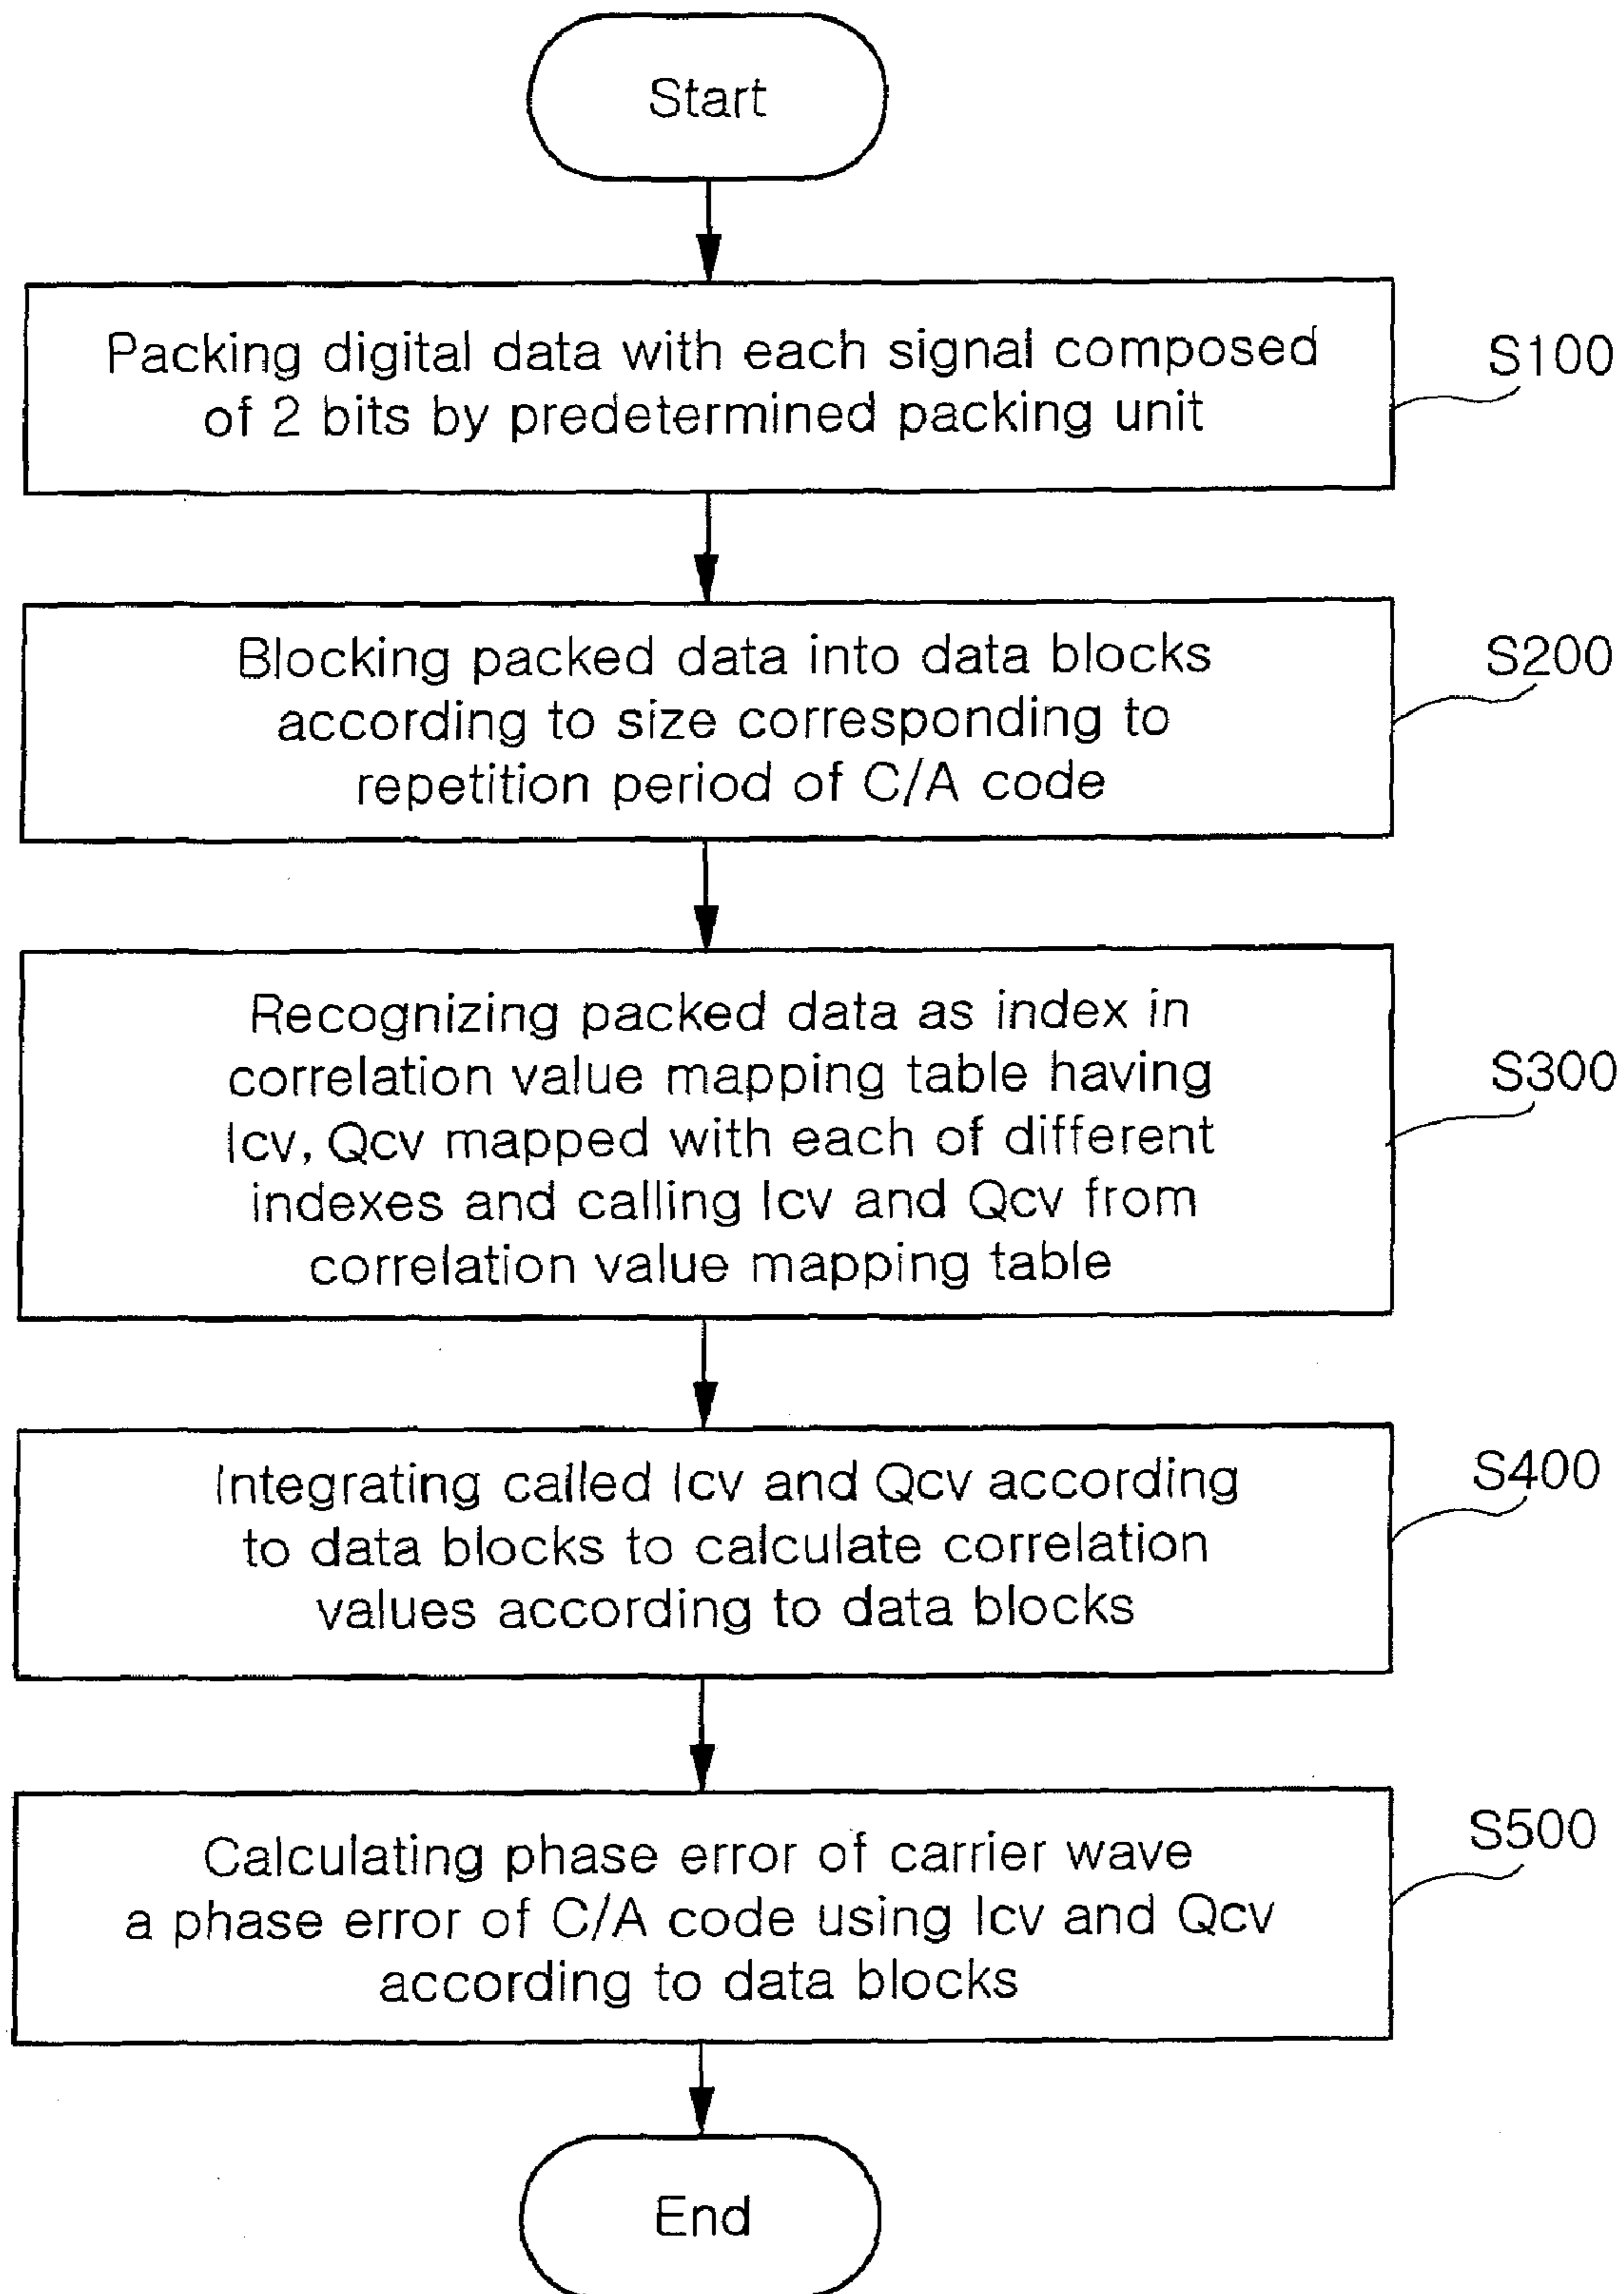 Start
Packing digital data with each signal composed
of 2 bits by predetermined packing unit
S100
Blocking packed data into data blocks
according to size corresponding to
repetition period of C/A code
S200
Recognizing packed data as index in
correlation value mapping table having
Icv, Qcv mapped with each of different
indexes and calling Icv and Qcv from
correlation value mapping table
S300
Integrating called Icv and Qcv according
to data blocks to calculate correlation
values according to data blocks
S400
Calculating phase error of carrier wave
a phase error of C/A code using Icv and Qcv
according to data blocks
S500
End